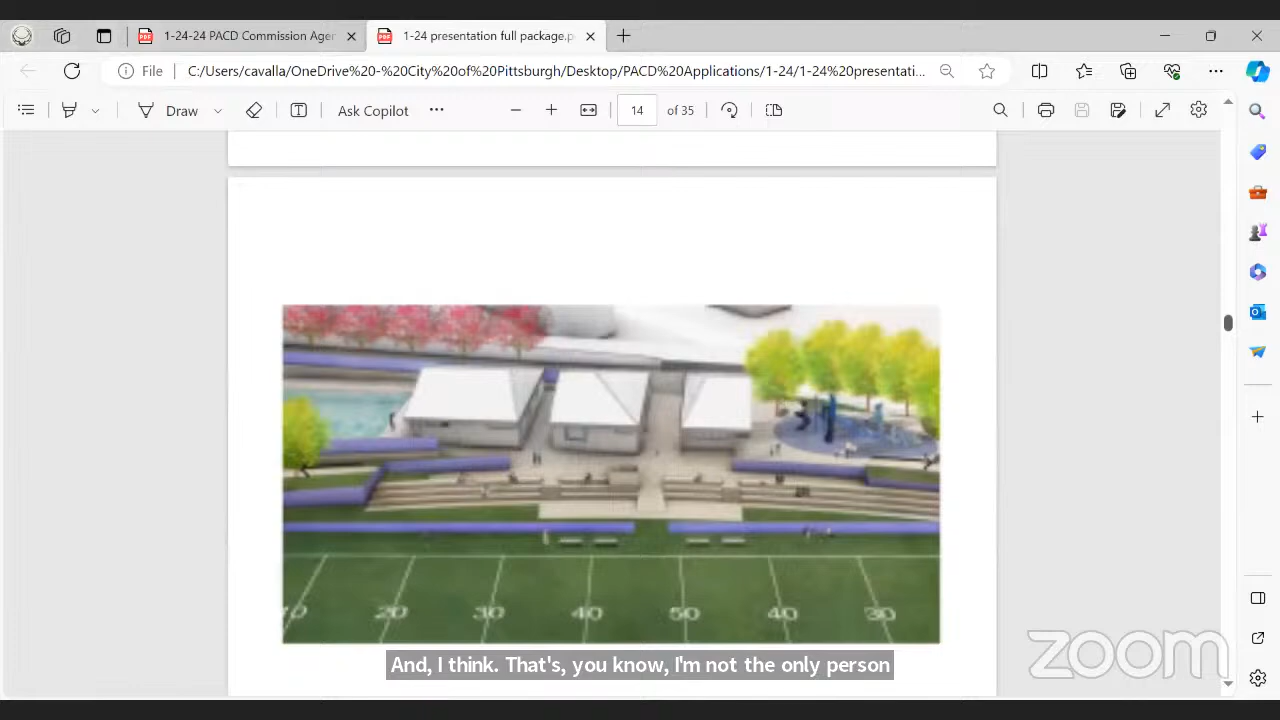 1-24-24 PACD Commission Agen
1-24 presentation full package.p
File
C:/Users/cavalla/OneDrive%20-%20City%20of%20Pittsburgh/Desktop/PACD%20Applications/1-24/1-24%20presentati...
Draw
Ask Copilot
14
of 35
20
30
40
50
40
30
And, I think. That's, you know, I'm not the only person
zoom